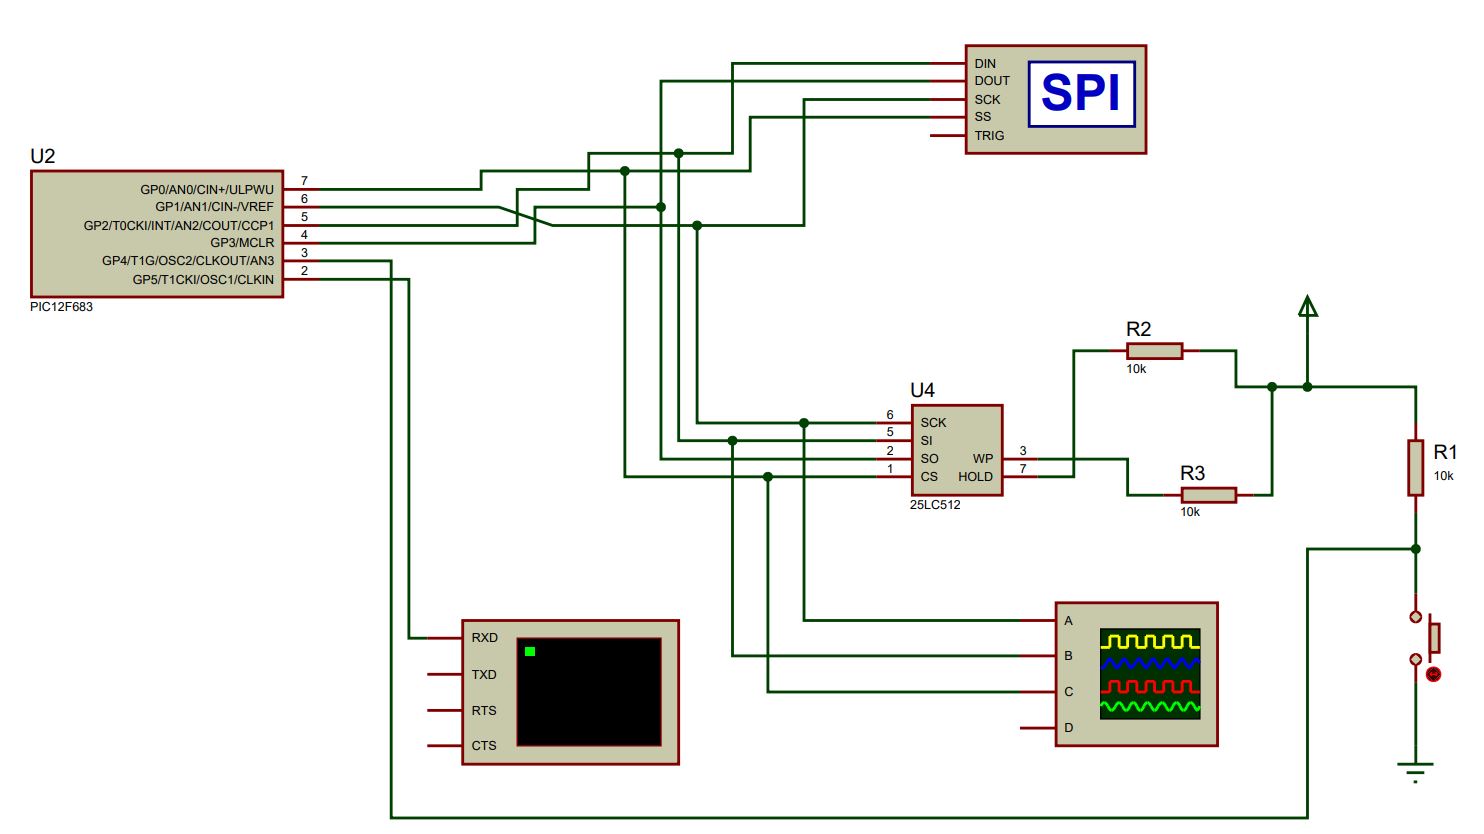 DIN
DOUT
SCK
SS
TRIG
SPI
U2
GP0/AN0/CIN+/ULPWU 7
GP1/AN1/CIN-/VREF 6
GP2/T0CKI/INT/AN2/COUT/CCP1 5
GP3/MCLR 4
GP4/T1G/OSC2/CLKOUT/AN3 3
GP5/T1CKI/OSC1/CLKIN 2
PIC12F683
R2
10k
U4
6 SCK
5 SI
2 SO WP 3
1 CS HOLD 7
25LC512
R3
10k
R1
10k
RXD
TXD
RTS
CTS
A
B
C
D